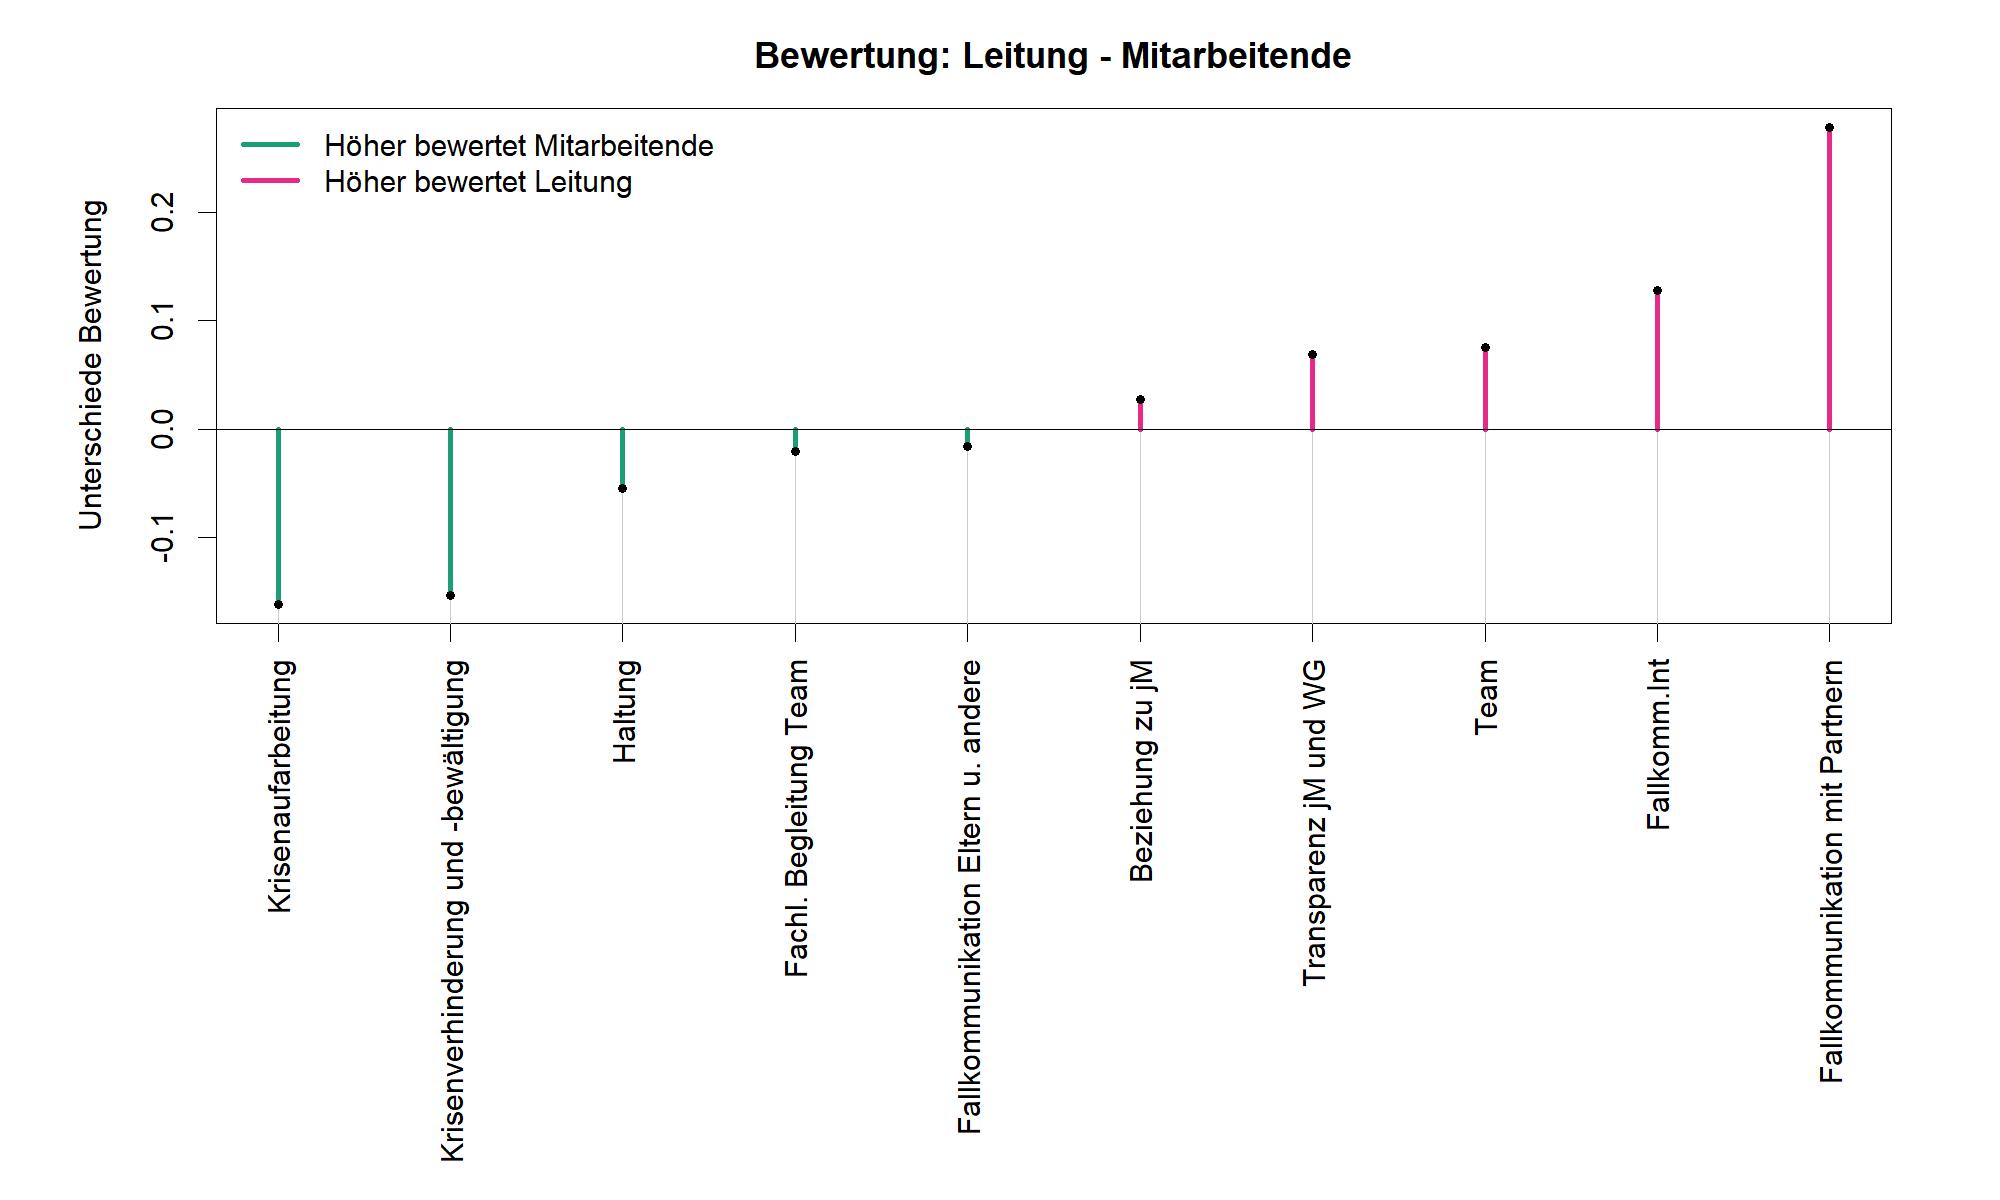 Bewertung: Leitung - Mitarbeitende
Höher bewertet Mitarbeitende
Höher bewertet Leitung
Unterschiede Bewertung
0.2
0.1
0.0
-0.1
Krisenaufarbeitung
Krisenverhinderung und -bewältigung
Haltung
Fachl. Begleitung Team
Fallkommunikation Eltern u. andere
Beziehung zu jM
Transparenz jM und WG
Team
Fallkomm.Int
Fallkommunikation mit Partnern